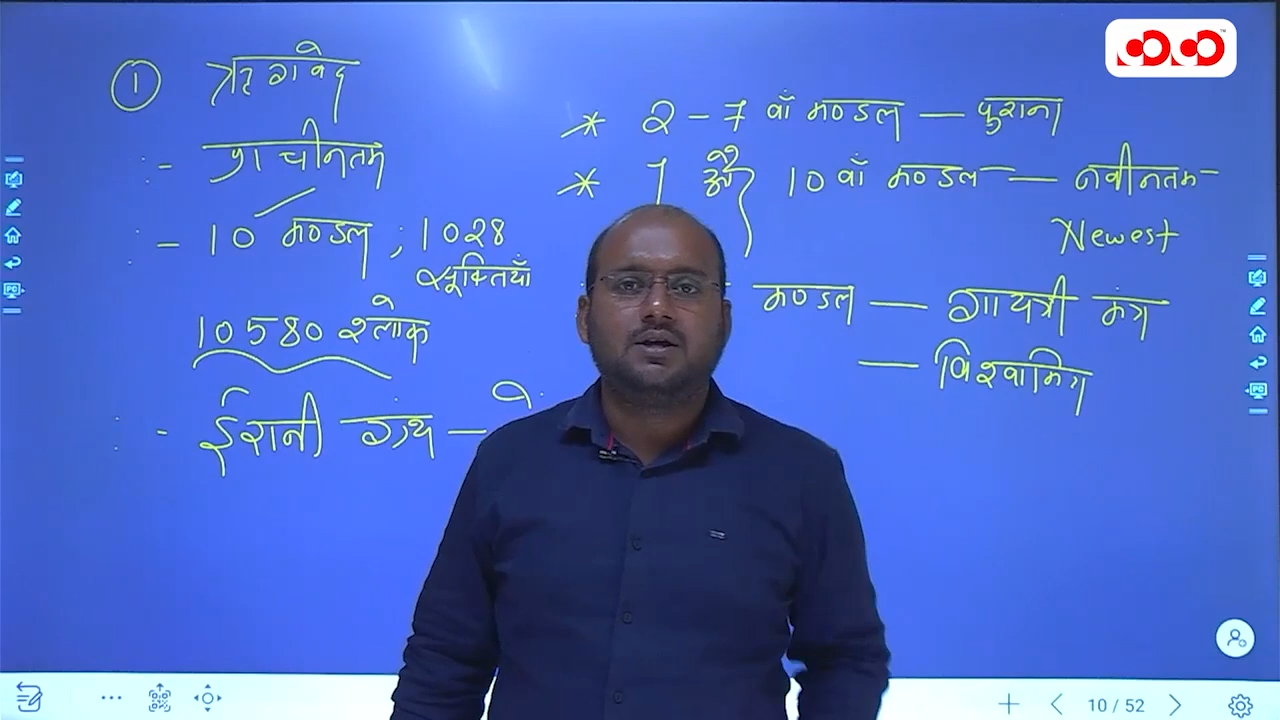 ① ऋग्वेद
- प्राचीनतम
- 10 मण्डल ; 1028
सूक्तियाँ
10580 श्लोक
- ईरानी ग्रंथ —
* 2 - 7 वाँ मण्डल — पुराना
* 1 और 10 वाँ मण्डल — नवीनतम
Newest
मण्डल — गायत्री मंत्र
— विश्वामित्र
10 / 52